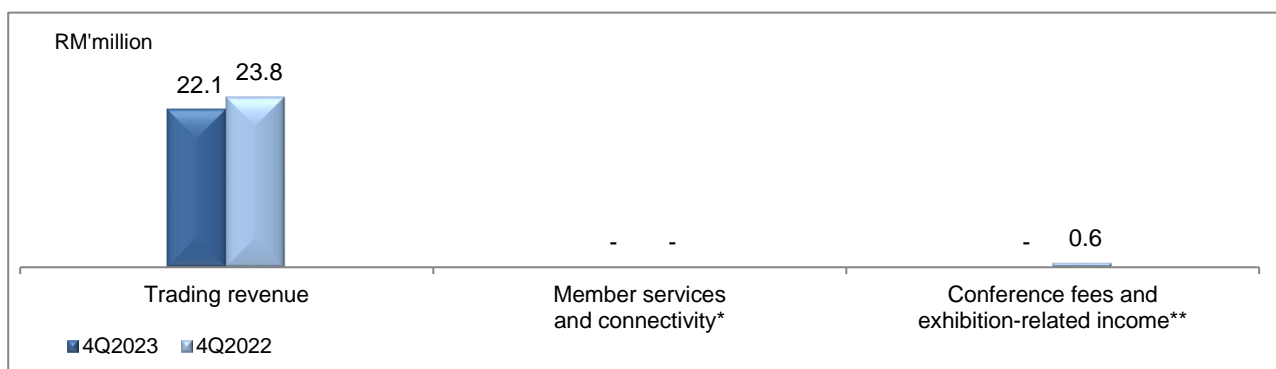 RM'million
22.1
23.8
-
-
-
0.6
Trading revenue
Member services
and connectivity*
Conference fees and
exhibition-related income**
4Q2023
4Q2022